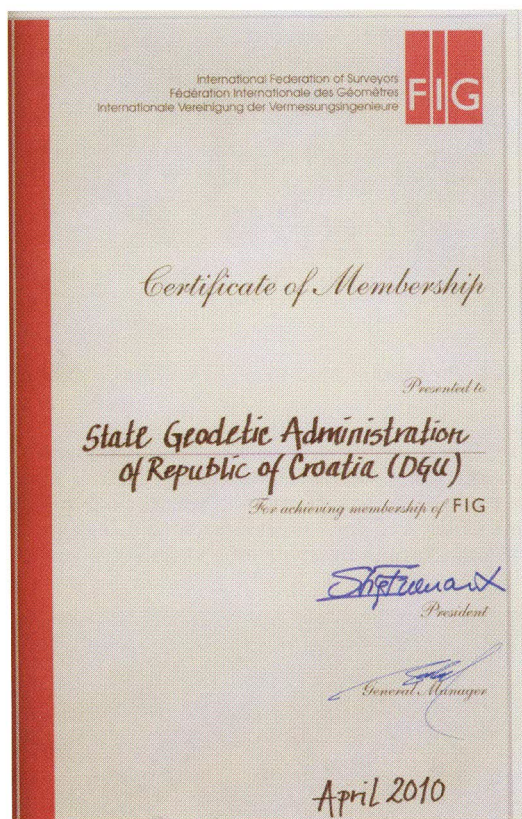 International Federation of Surveyors
Fédération Internationale des Géomètres
Internationale Vereinigung der Vermessungsingenieure
FIG
Certificate of Membership
Presented to
State Geodetic Administration
of Republic of Croatia (DGU)
For achieving membership of FIG
President
General Manager
April 2010